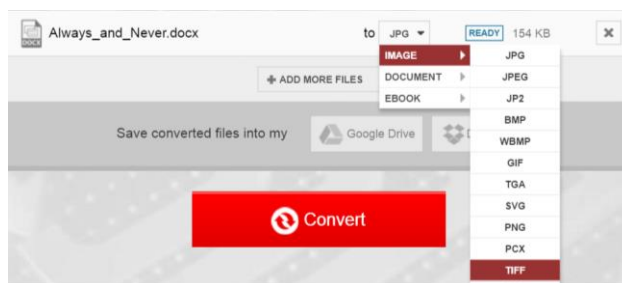 DOCX Always_and_Never.docx to JPG READY 154 KB
IMAGE JPG
+ ADD MORE FILES DOCUMENT JPEG
EBOOK JP2
BMP
Save converted files into my Google Drive WBMP
GIF
TGA
SVG
Convert PNG
PCX
TIFF